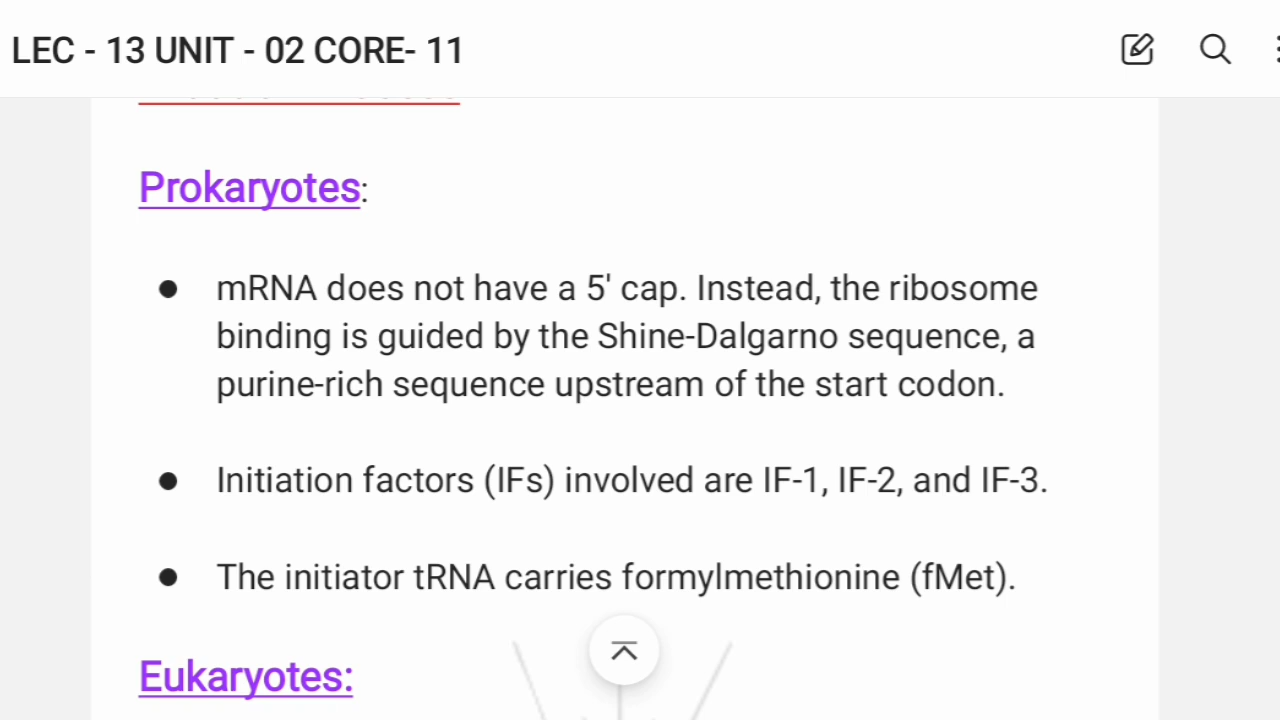 LEC - 13 UNIT - 02 CORE- 11
Prokaryotes:
● mRNA does not have a 5' cap. Instead, the ribosome
binding is guided by the Shine-Dalgarno sequence, a
purine-rich sequence upstream of the start codon.
● Initiation factors (IFs) involved are IF-1, IF-2, and IF-3.
● The initiator tRNA carries formylmethionine (fMet).
Eukaryotes: